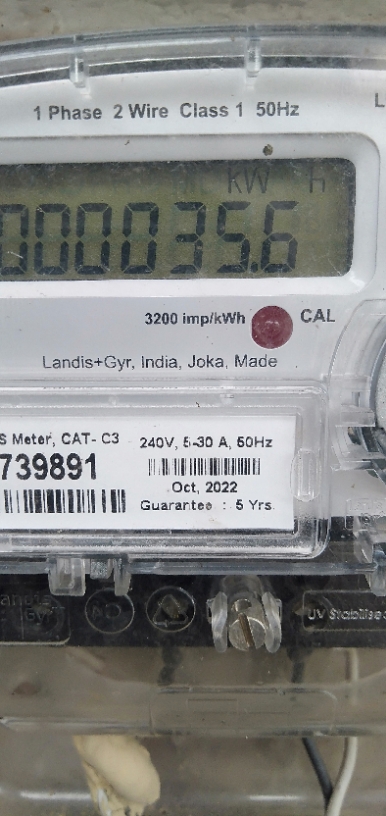 1 Phase 2 Wire Class 1 50Hz
L
KW H
000035.6
3200 imp/kWh CAL
Landis+Gyr, India, Joka, Made
S Meter, CAT- C3
240V, 5-30 A, 50Hz
739891
Oct, 2022
Guarantee : 5 Yrs.
UV Stabilise